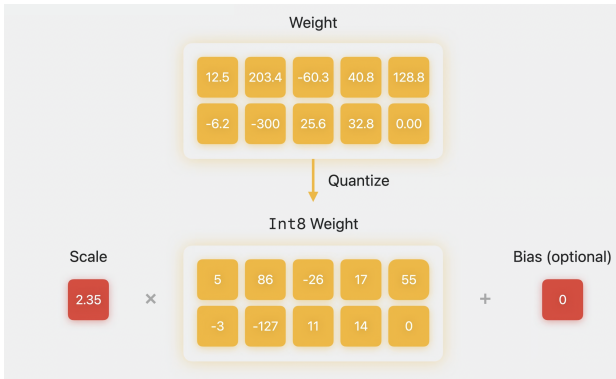 Weight
12.5 203.4 -60.3 40.8 128.8
-6.2 -300 25.6 32.8 0.00
Quantize
Int8 Weight
Scale
Bias (optional)
5 86 -26 17 55
2.35 × + 0
-3 -127 11 14 0